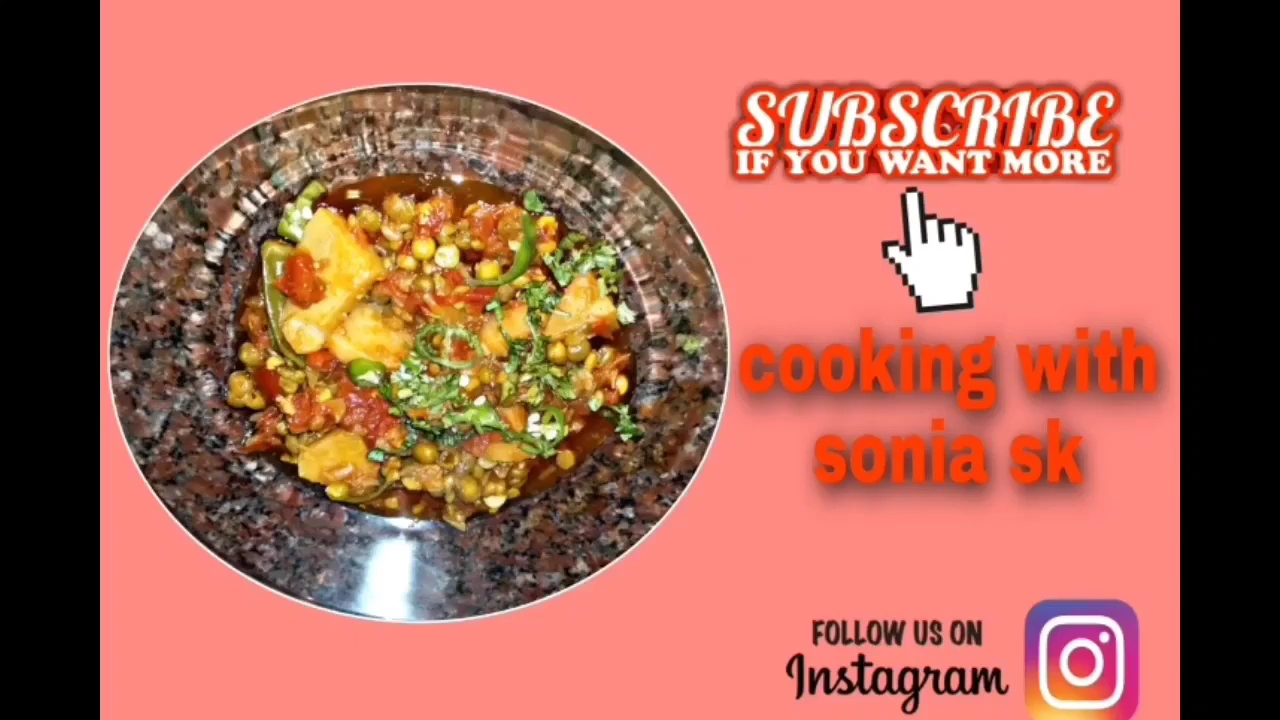 SUBSCRIBE
IF YOU WANT MORE
cooking with
sonia sk
FOLLOW US ON
Instagram